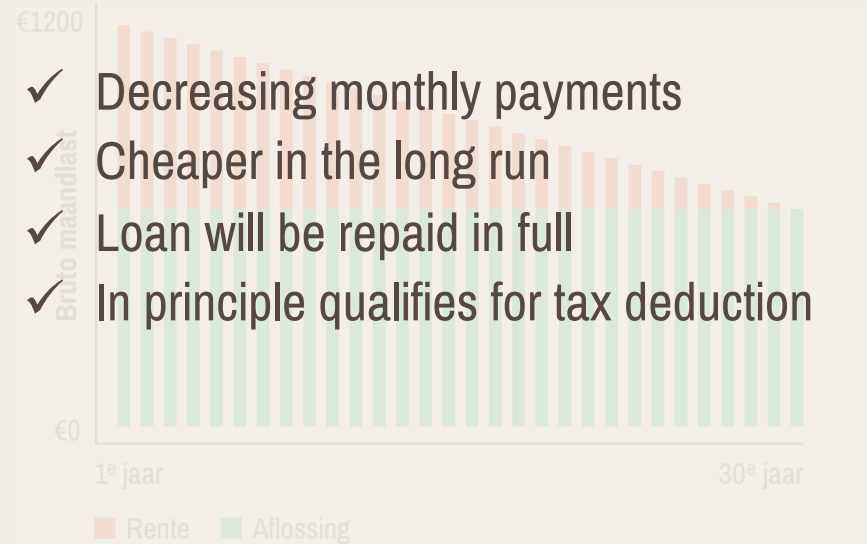 €1200
✓ Decreasing monthly payments
✓ Cheaper in the long run
✓ Loan will be repaid in full
✓ In principle qualifies for tax deduction
Bruto maandlast
€0
1e jaar 30e jaar
Rente Aflossing